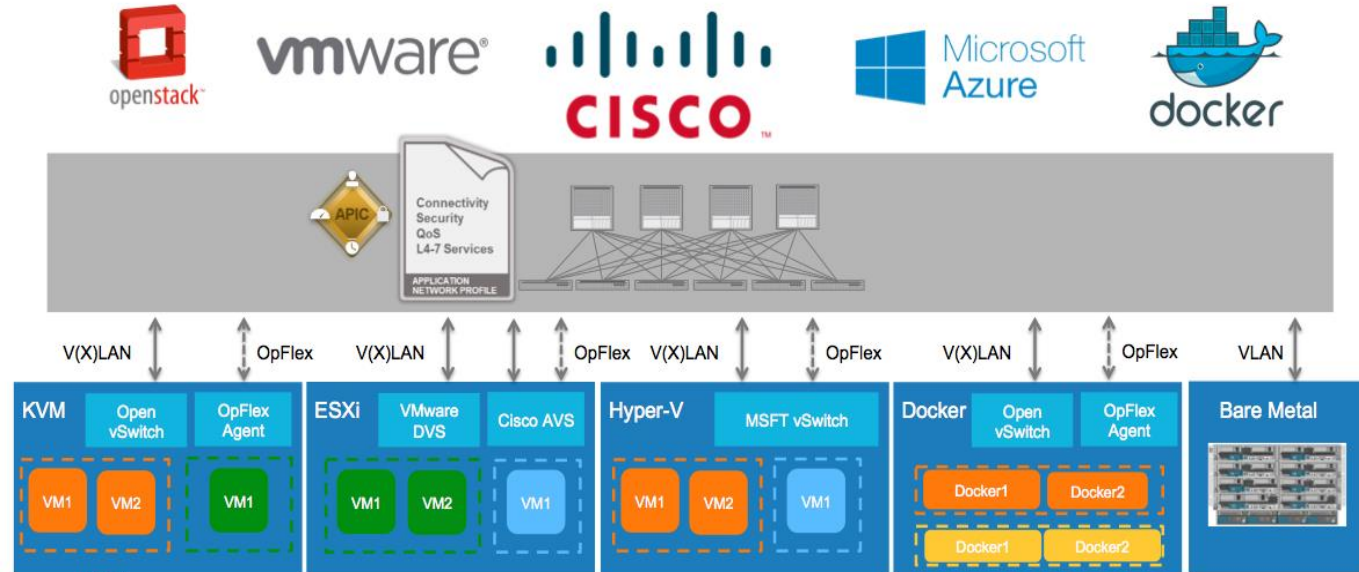 openstack™
vmware®
CISCO™
Microsoft
Azure
docker
APIC
Connectivity
Security
QoS
L4-7 Services
APPLICATION
NETWORK PROFILE
V(X)LAN
OpFlex
V(X)LAN
OpFlex
V(X)LAN
OpFlex
V(X)LAN
OpFlex
VLAN
KVM
Open
vSwitch
OpFlex
Agent
VM1
VM2
VM1
ESXi
VMware
DVS
Cisco AVS
VM1
VM2
VM1
Hyper-V
MSFT vSwitch
VM1
VM2
VM1
Docker
Open
vSwitch
OpFlex
Agent
Docker1
Docker2
Docker1
Docker2
Bare Metal